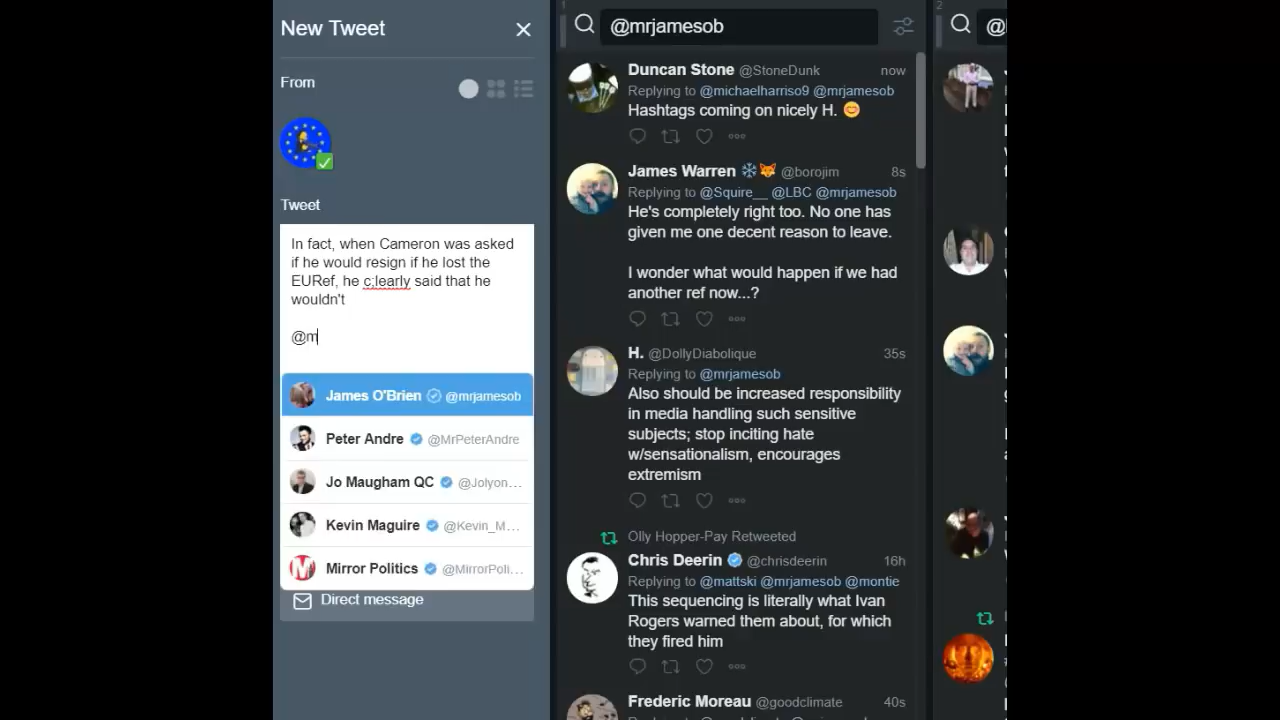 New Tweet
From
Tweet
In fact, when Cameron was asked
if he would resign if he lost the
EURef, he c;learly said that he
wouldn't
@m
James O'Brien @mrjamesob
Peter Andre @MrPeterAndre
Jo Maugham QC @Jolyon...
Kevin Maguire @Kevin_M...
Mirror Politics @MirrorPoli...
Direct message
1
@mrjamesob
Duncan Stone @StoneDunk now
Replying to @michaelharriso9 @mrjamesob
Hashtags coming on nicely H. 😊
James Warren ❄🦊 @borojim 8s
Replying to @Squire__ @LBC @mrjamesob
He's completely right too. No one has
given me one decent reason to leave.
I wonder what would happen if we had
another ref now...?
H. @DollyDiabolique 35s
Replying to @mrjamesob
Also should be increased responsibility
in media handling such sensitive
subjects; stop inciting hate
w/sensationalism, encourages
extremism
Olly Hopper-Pay Retweeted
Chris Deerin @chrisdeerin 16h
Replying to @mattski @mrjamesob @montie
This sequencing is literally what Ivan
Rogers warned them about, for which
they fired him
Frederic Moreau @goodclimate 40s
2
@